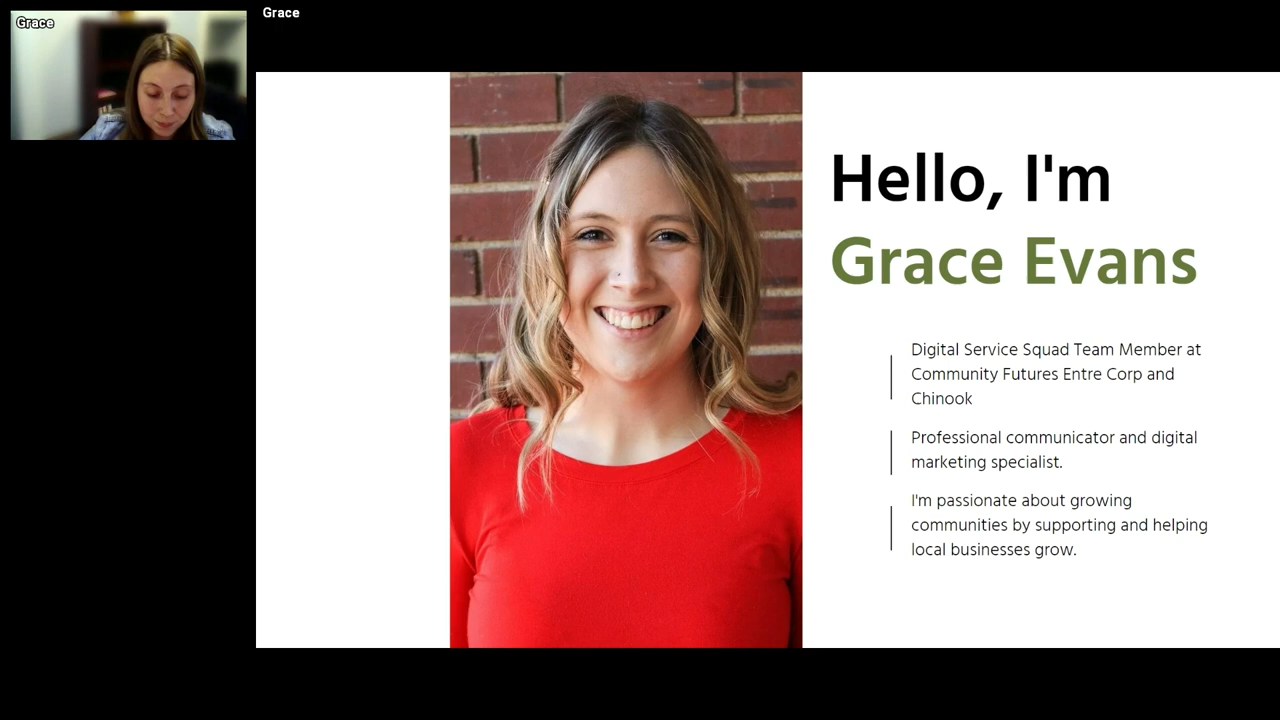 Grace
Grace
Hello, I'm
Grace Evans
Digital Service Squad Team Member at
Community Futures Entre Corp and
Chinook
Professional communicator and digital
marketing specialist.
I'm passionate about growing
communities by supporting and helping
local businesses grow.